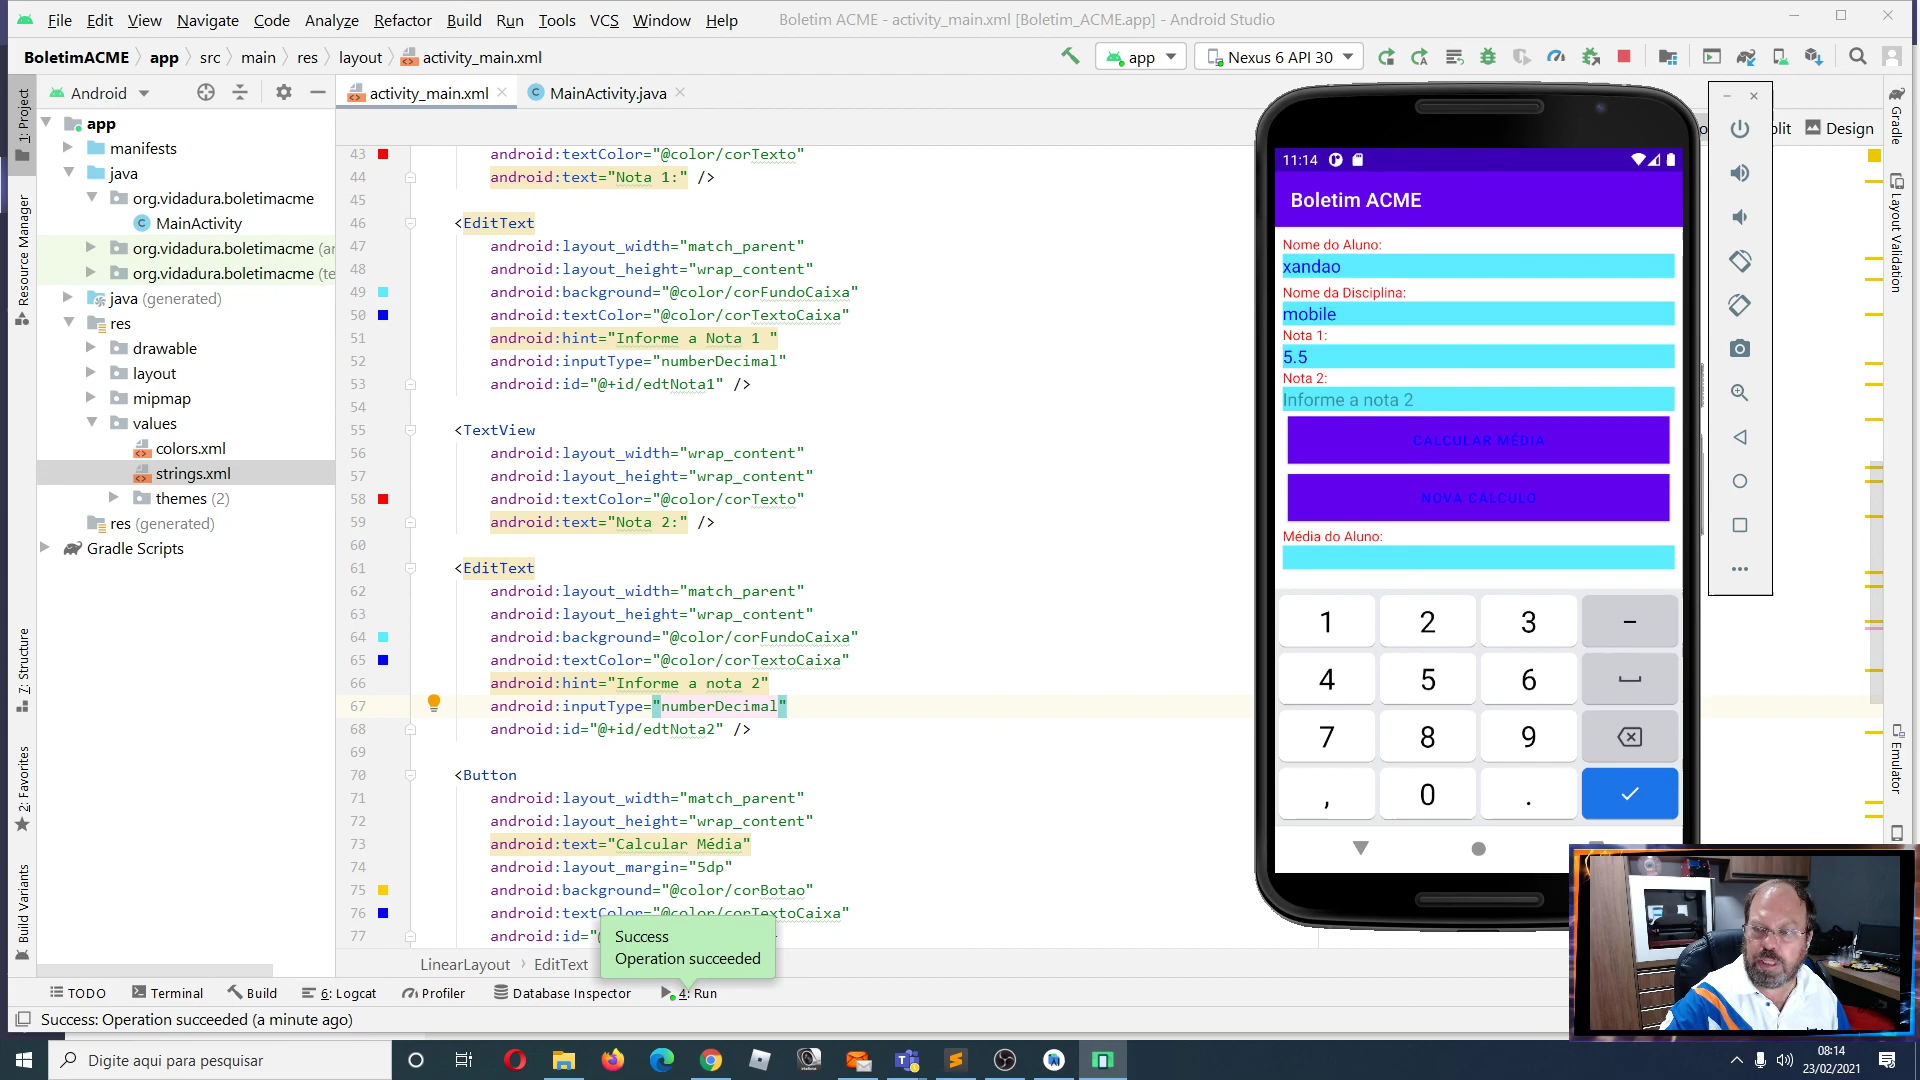 File Edit View Navigate Code Analyze Refactor Build Run Tools VCS Window Help
Boletim ACME - activity_main.xml [Boletim_ACME.app] - Android Studio
BoletimACME app src main res layout activity_main.xml
app
Nexus 6 API 30
1: Project
Resource Manager
7: Structure
2: Favorites
Build Variants
Android
app
manifests
java
org.vidadura.boletimacme
MainActivity
org.vidadura.boletimacme (ar
org.vidadura.boletimacme (te
java (generated)
res
drawable
layout
mipmap
values
colors.xml
strings.xml
themes (2)
res (generated)
Gradle Scripts
activity_main.xml
MainActivity.java
lit Design
43 android:textColor="@color/corTexto"
44 android:text="Nota 1:" />
45
46 <EditText
47 android:layout_width="match_parent"
48 android:layout_height="wrap_content"
49 android:background="@color/corFundoCaixa"
50 android:textColor="@color/corTextoCaixa"
51 android:hint="Informe a Nota 1 "
52 android:inputType="numberDecimal"
53 android:id="@+id/edtNota1" />
54
55 <TextView
56 android:layout_width="wrap_content"
57 android:layout_height="wrap_content"
58 android:textColor="@color/corTexto"
59 android:text="Nota 2:" />
60
61 <EditText
62 android:layout_width="match_parent"
63 android:layout_height="wrap_content"
64 android:background="@color/corFundoCaixa"
65 android:textColor="@color/corTextoCaixa"
66 android:hint="Informe a nota 2"
67 android:inputType="numberDecimal"
68 android:id="@+id/edtNota2" />
69
70 <Button
71 android:layout_width="match_parent"
72 android:layout_height="wrap_content"
73 android:text="Calcular Média"
74 android:layout_margin="5dp"
75 android:background="@color/corBotao"
76 android:textColor="@color/corTextoCaixa"
77 android:id="@
Success
Operation succeeded
LinearLayout EditText
11:14
Boletim ACME
Nome do Aluno:
xandao
Nome da Disciplina:
mobile
Nota 1:
5.5
Nota 2:
Informe a nota 2
CALCULAR MÉDIA
NOVA CALCULO
Média do Aluno:
1 2 3 -
4 5 6
7 8 9
, 0 .
Gradle
Layout Validation
Emulator
TODO Terminal Build 6: Logcat Profiler Database Inspector 4: Run
Success: Operation succeeded (a minute ago)
Digite aqui para pesquisar
08:14
23/02/2021